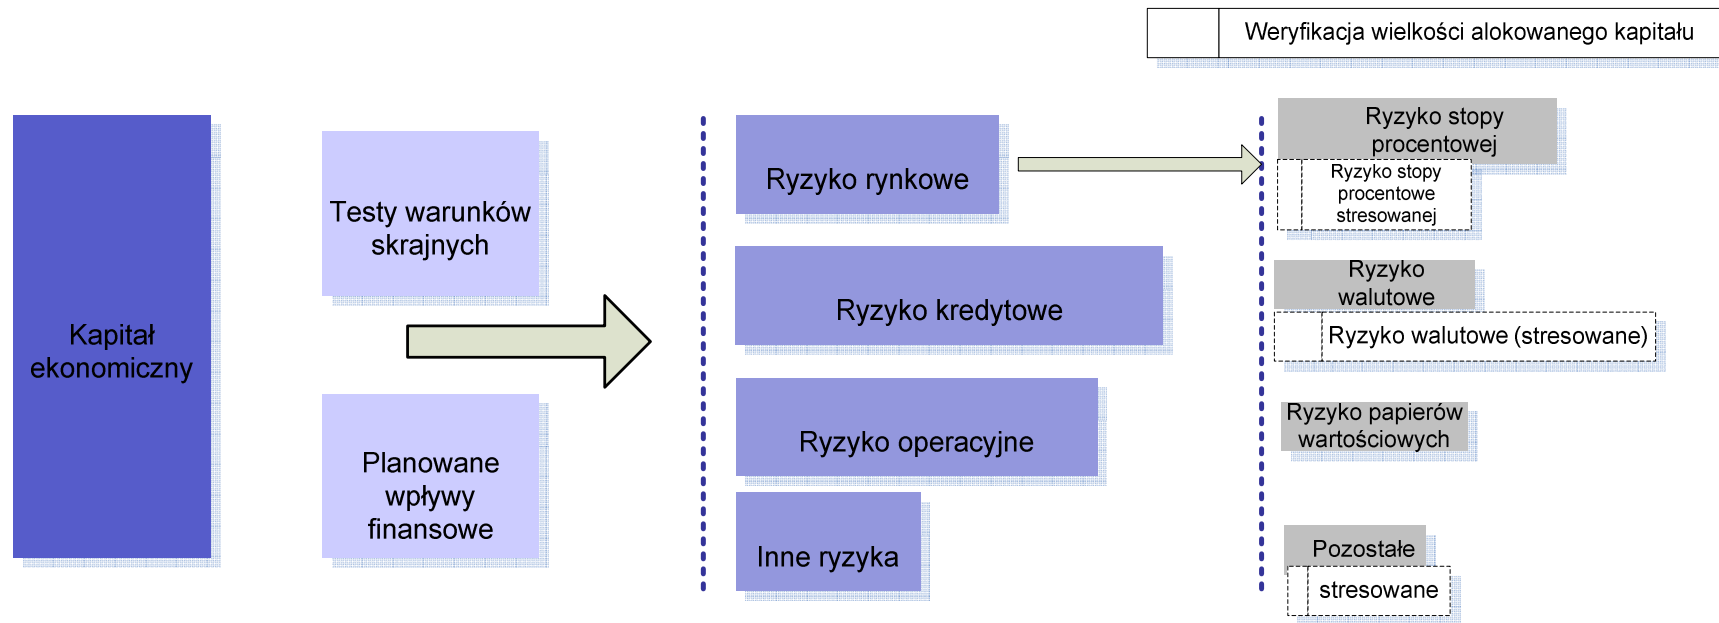 Weryfikacja wielkości alokowanego kapitału
Kapitał
ekonomiczny
Testy warunków
skrajnych
Planowane
wpływy
finansowe
Ryzyko rynkowe
Ryzyko kredytowe
Ryzyko operacyjne
Inne ryzyka
Ryzyko stopy
procentowej
Ryzyko stopy
procentowe
stresowanej
Ryzyko
walutowe
Ryzyko walutowe (stresowane)
Ryzyko papierów
wartościowych
Pozostałe
stresowane